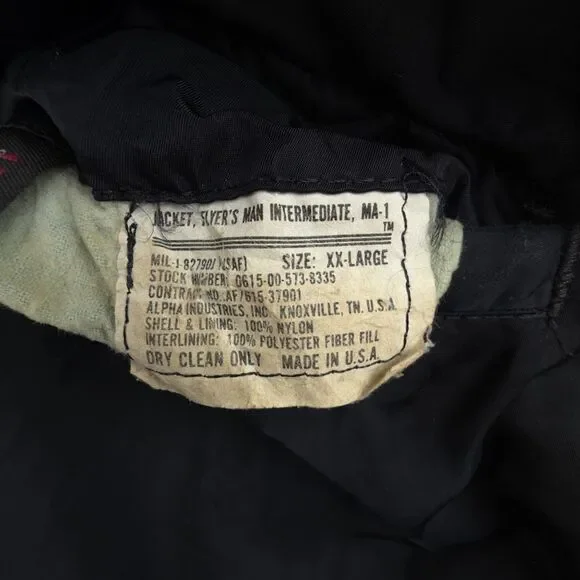 JACKET, FLYER'S MAN INTERMEDIATE, MA-1
TM
MIL-J-82790J (USAF) SIZE: XX-LARGE
STOCK NUMBER: 0615-00-573-8335
CONTRACT NO. AF/615-37901
ALPHA INDUSTRIES, INC. KNOXVILLE, TN. U.S.A.
SHELL & LINING: 100% NYLON
INTERLINING: 100% POLYESTER FIBER FILL
DRY CLEAN ONLY MADE IN U.S.A.